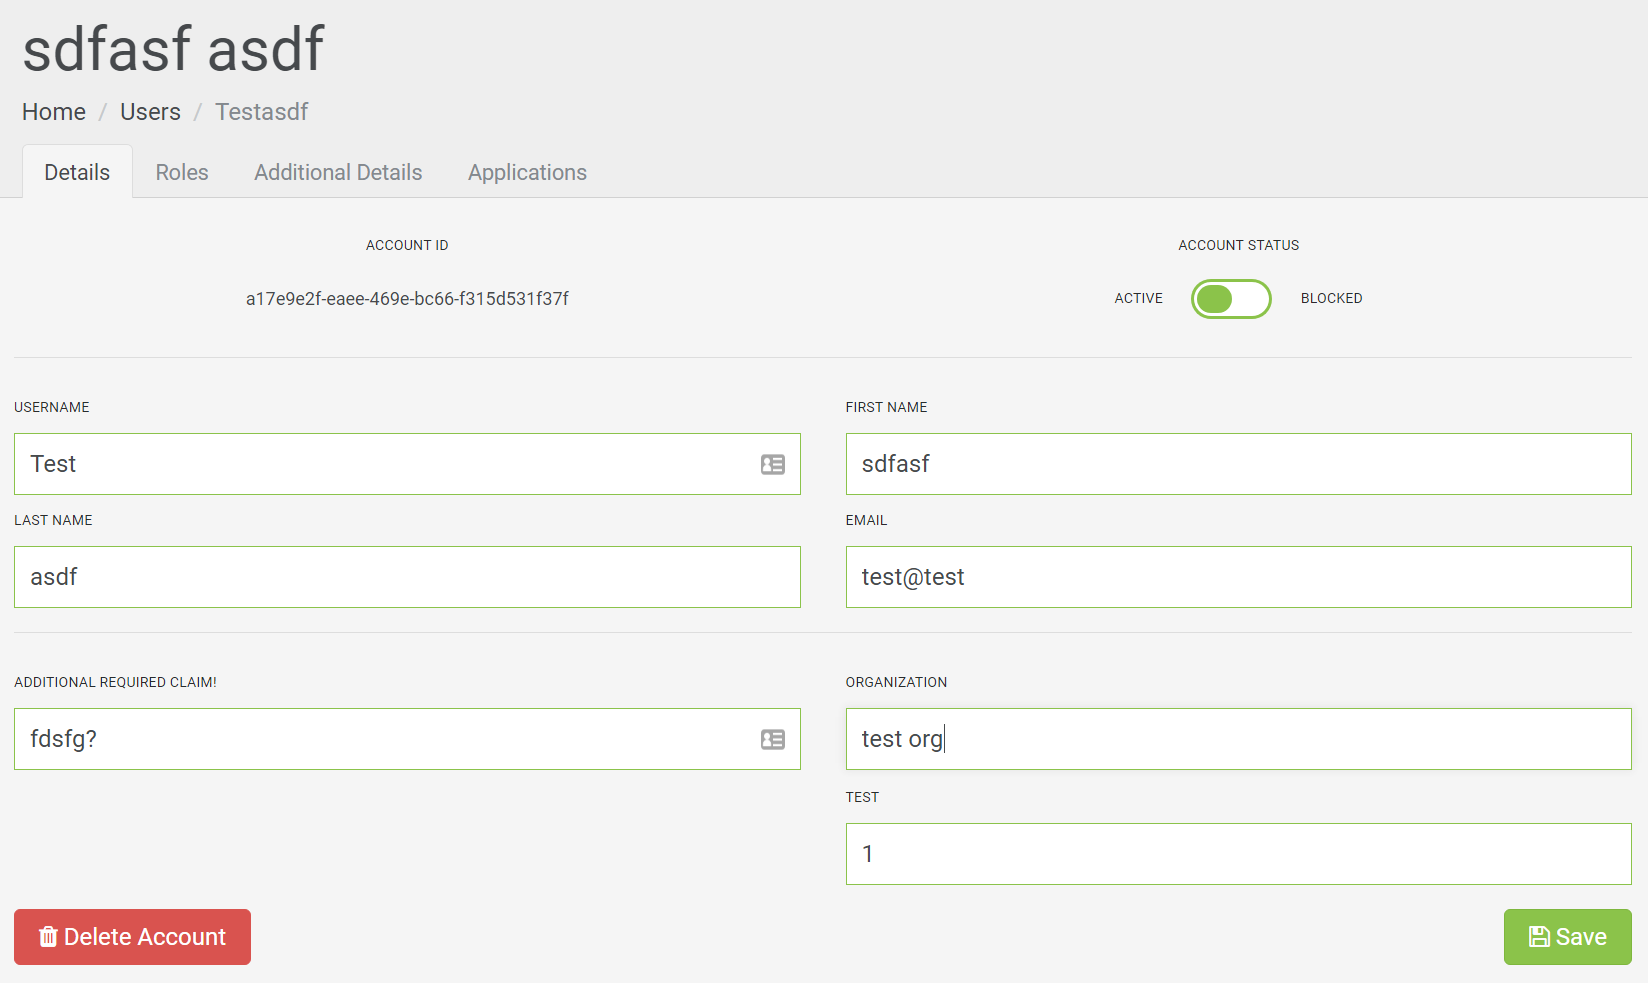 sdfasf asdf
Home / Users / Testasdf
Details Roles Additional Details Applications
ACCOUNT ID
a17e9e2f-eaee-469e-bc66-f315d531f37f
ACCOUNT STATUS
ACTIVE BLOCKED
USERNAME
Test
FIRST NAME
sdfasf
LAST NAME
asdf
EMAIL
test@test
ADDITIONAL REQUIRED CLAIM!
fdsfg?
ORGANIZATION
test org
TEST
1
Delete Account
Save